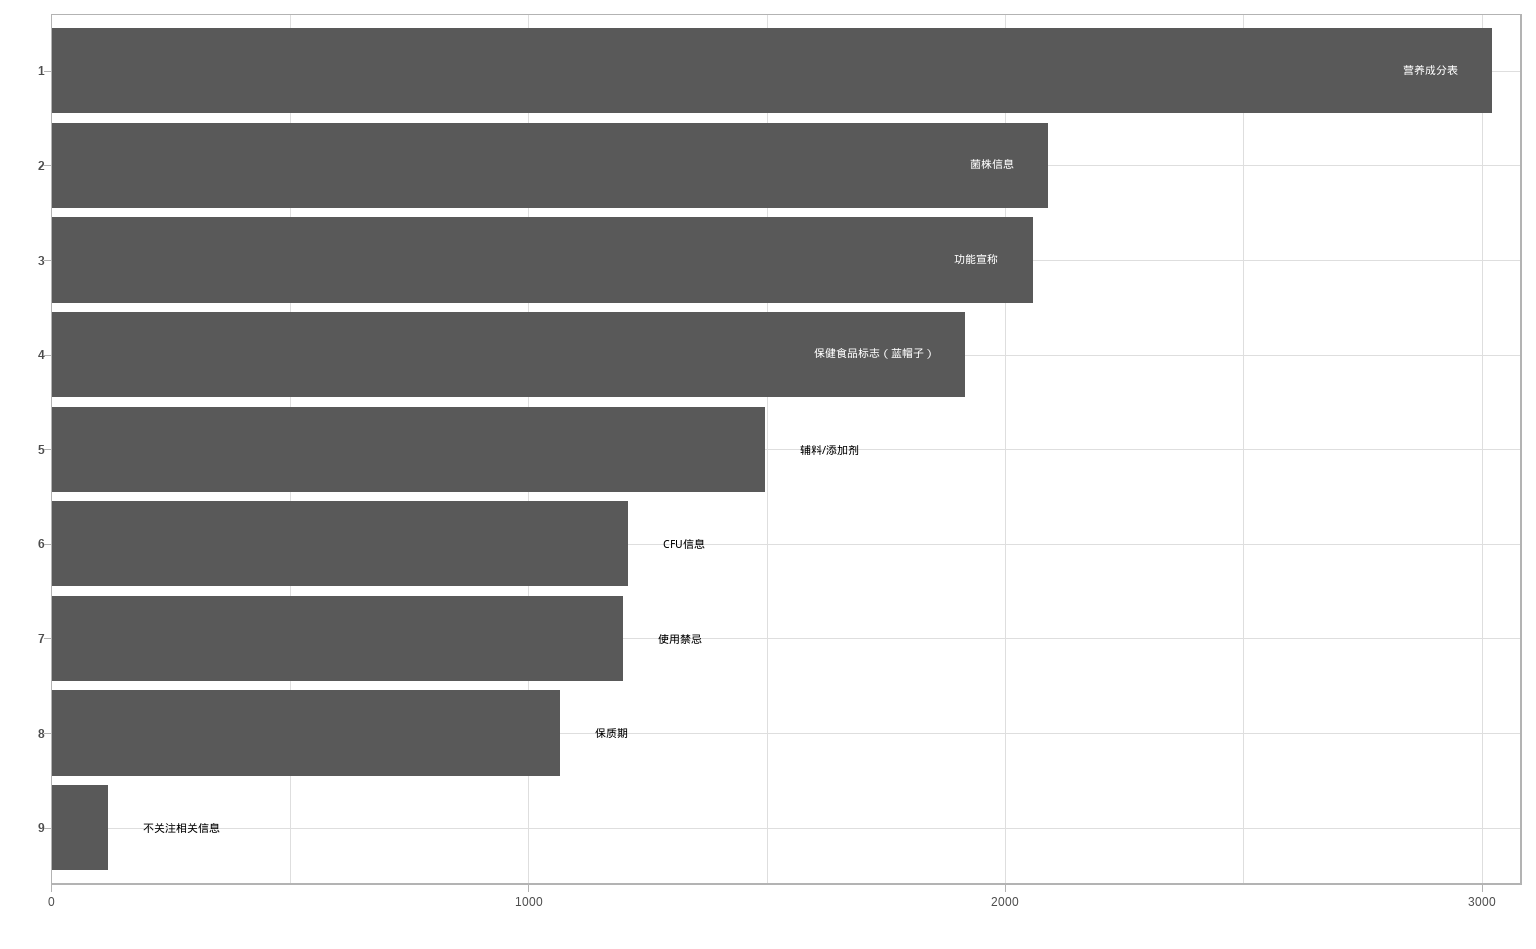 1 营养成分表
2 菌株信息
3 功能宣称
4 保健食品标志（蓝帽子）
5 辅料/添加剂
6 CFU信息
7 使用禁忌
8 保质期
9 不关注相关信息
0 1000 2000 3000